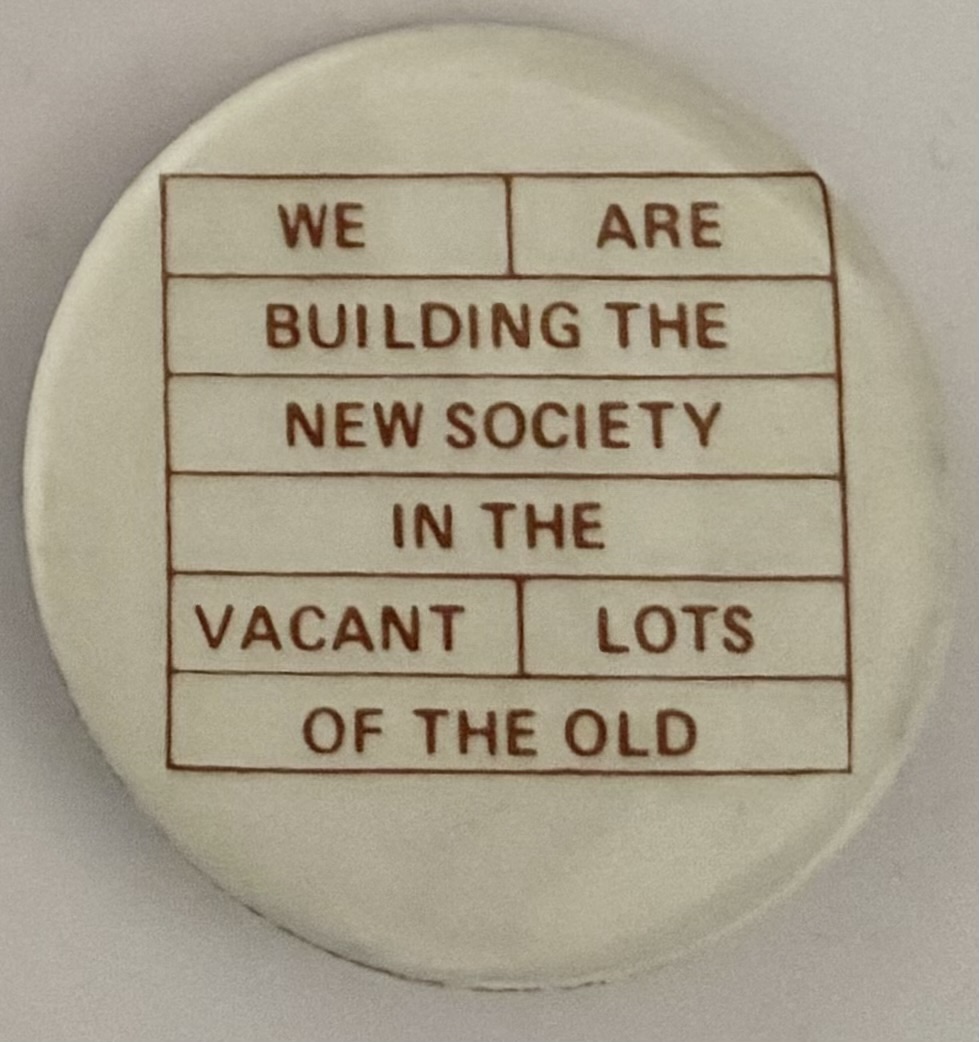 WE ARE
BUILDING THE
NEW SOCIETY
IN THE
VACANT LOTS
OF THE OLD